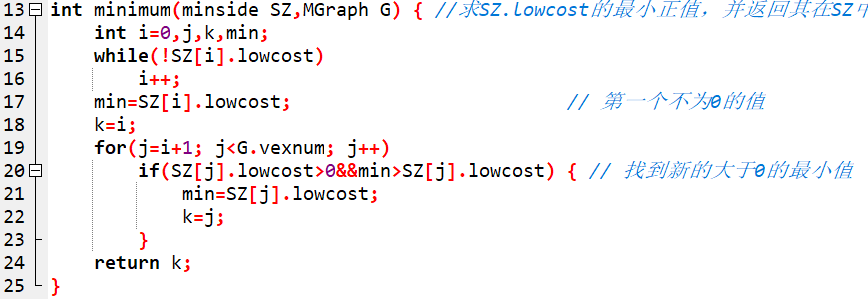 13 int minimum(minside SZ,MGraph G) { //求SZ.lowcost的最小正值，并返回其在SZ
14 int i=0,j,k,min;
15 while(!SZ[i].lowcost)
16 i++;
17 min=SZ[i].lowcost; // 第一个不为0的值
18 k=i;
19 for(j=i+1; j<G.vexnum; j++)
20 if(SZ[j].lowcost>0&&min>SZ[j].lowcost) { // 找到新的大于0的最小值
21 min=SZ[j].lowcost;
22 k=j;
23 }
24 return k;
25 }